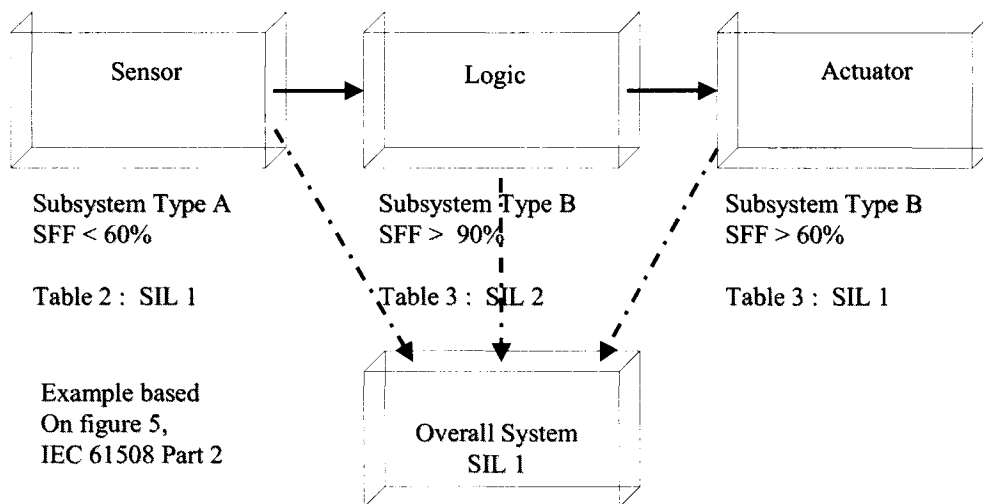 Sensor
Logic
Actuator
Subsystem Type A
SFF < 60%
Table 2 : SIL 1
Subsystem Type B
SFF > 90%
Table 3 : SIL 2
Subsystem Type B
SFF > 60%
Table 3 : SIL 1
Example based
On figure 5,
IEC 61508 Part 2
Overall System
SIL 1